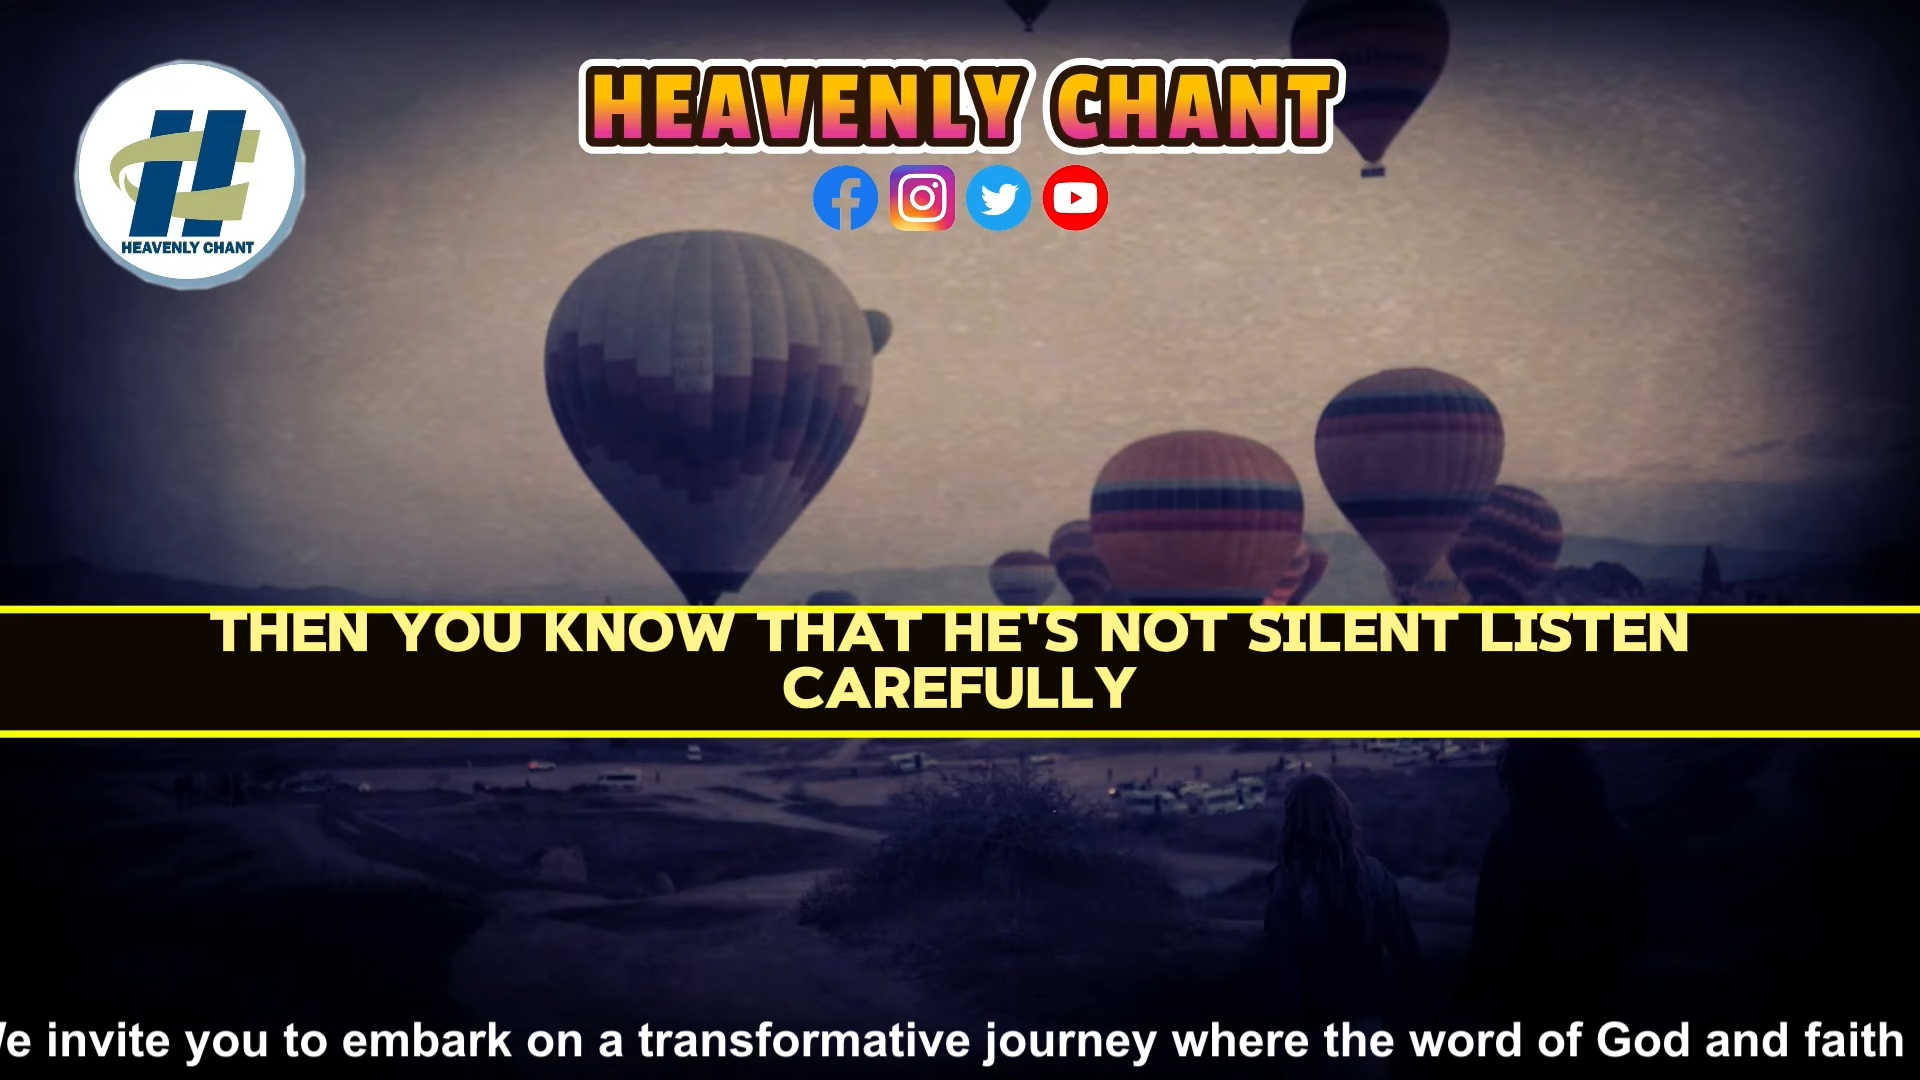 HEAVENLY CHANT
HEAVENLY CHANT
THEN YOU KNOW THAT HE'S NOT SILENT LISTEN
CAREFULLY
invite you to embark on a transformative journey where the word of God and faith